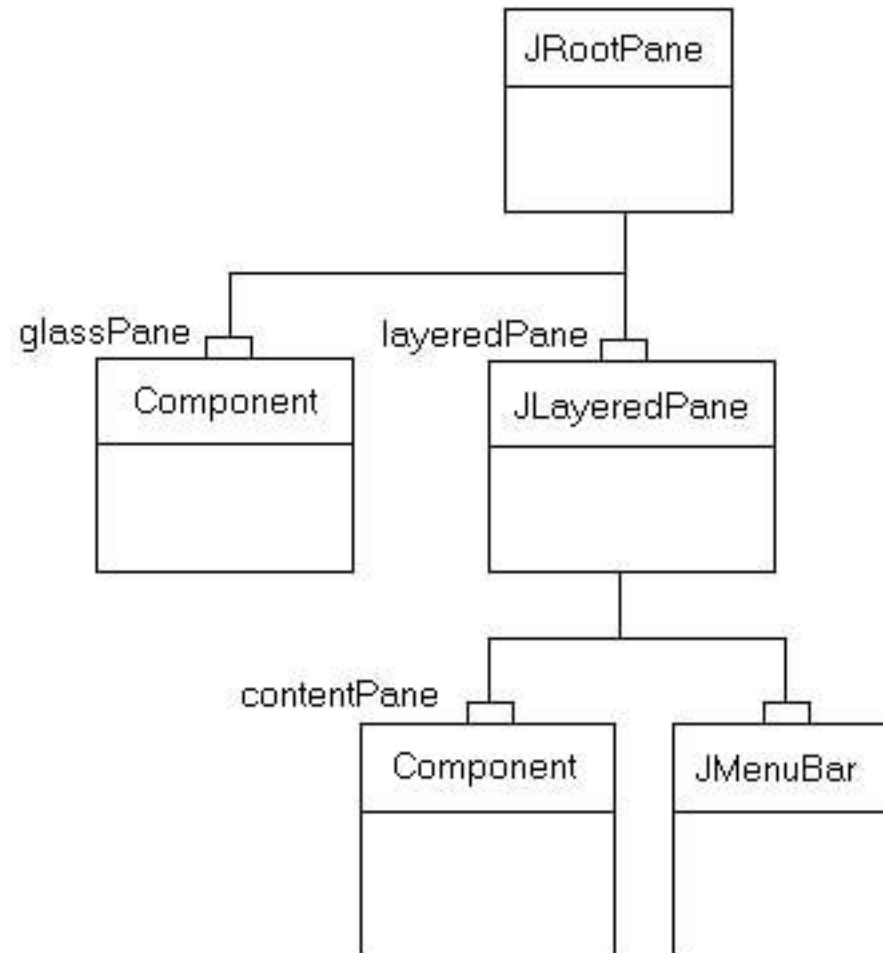 JRootPane
glassPane
layeredPane
Component
JLayeredPane
contentPane
Component
JMenuBar